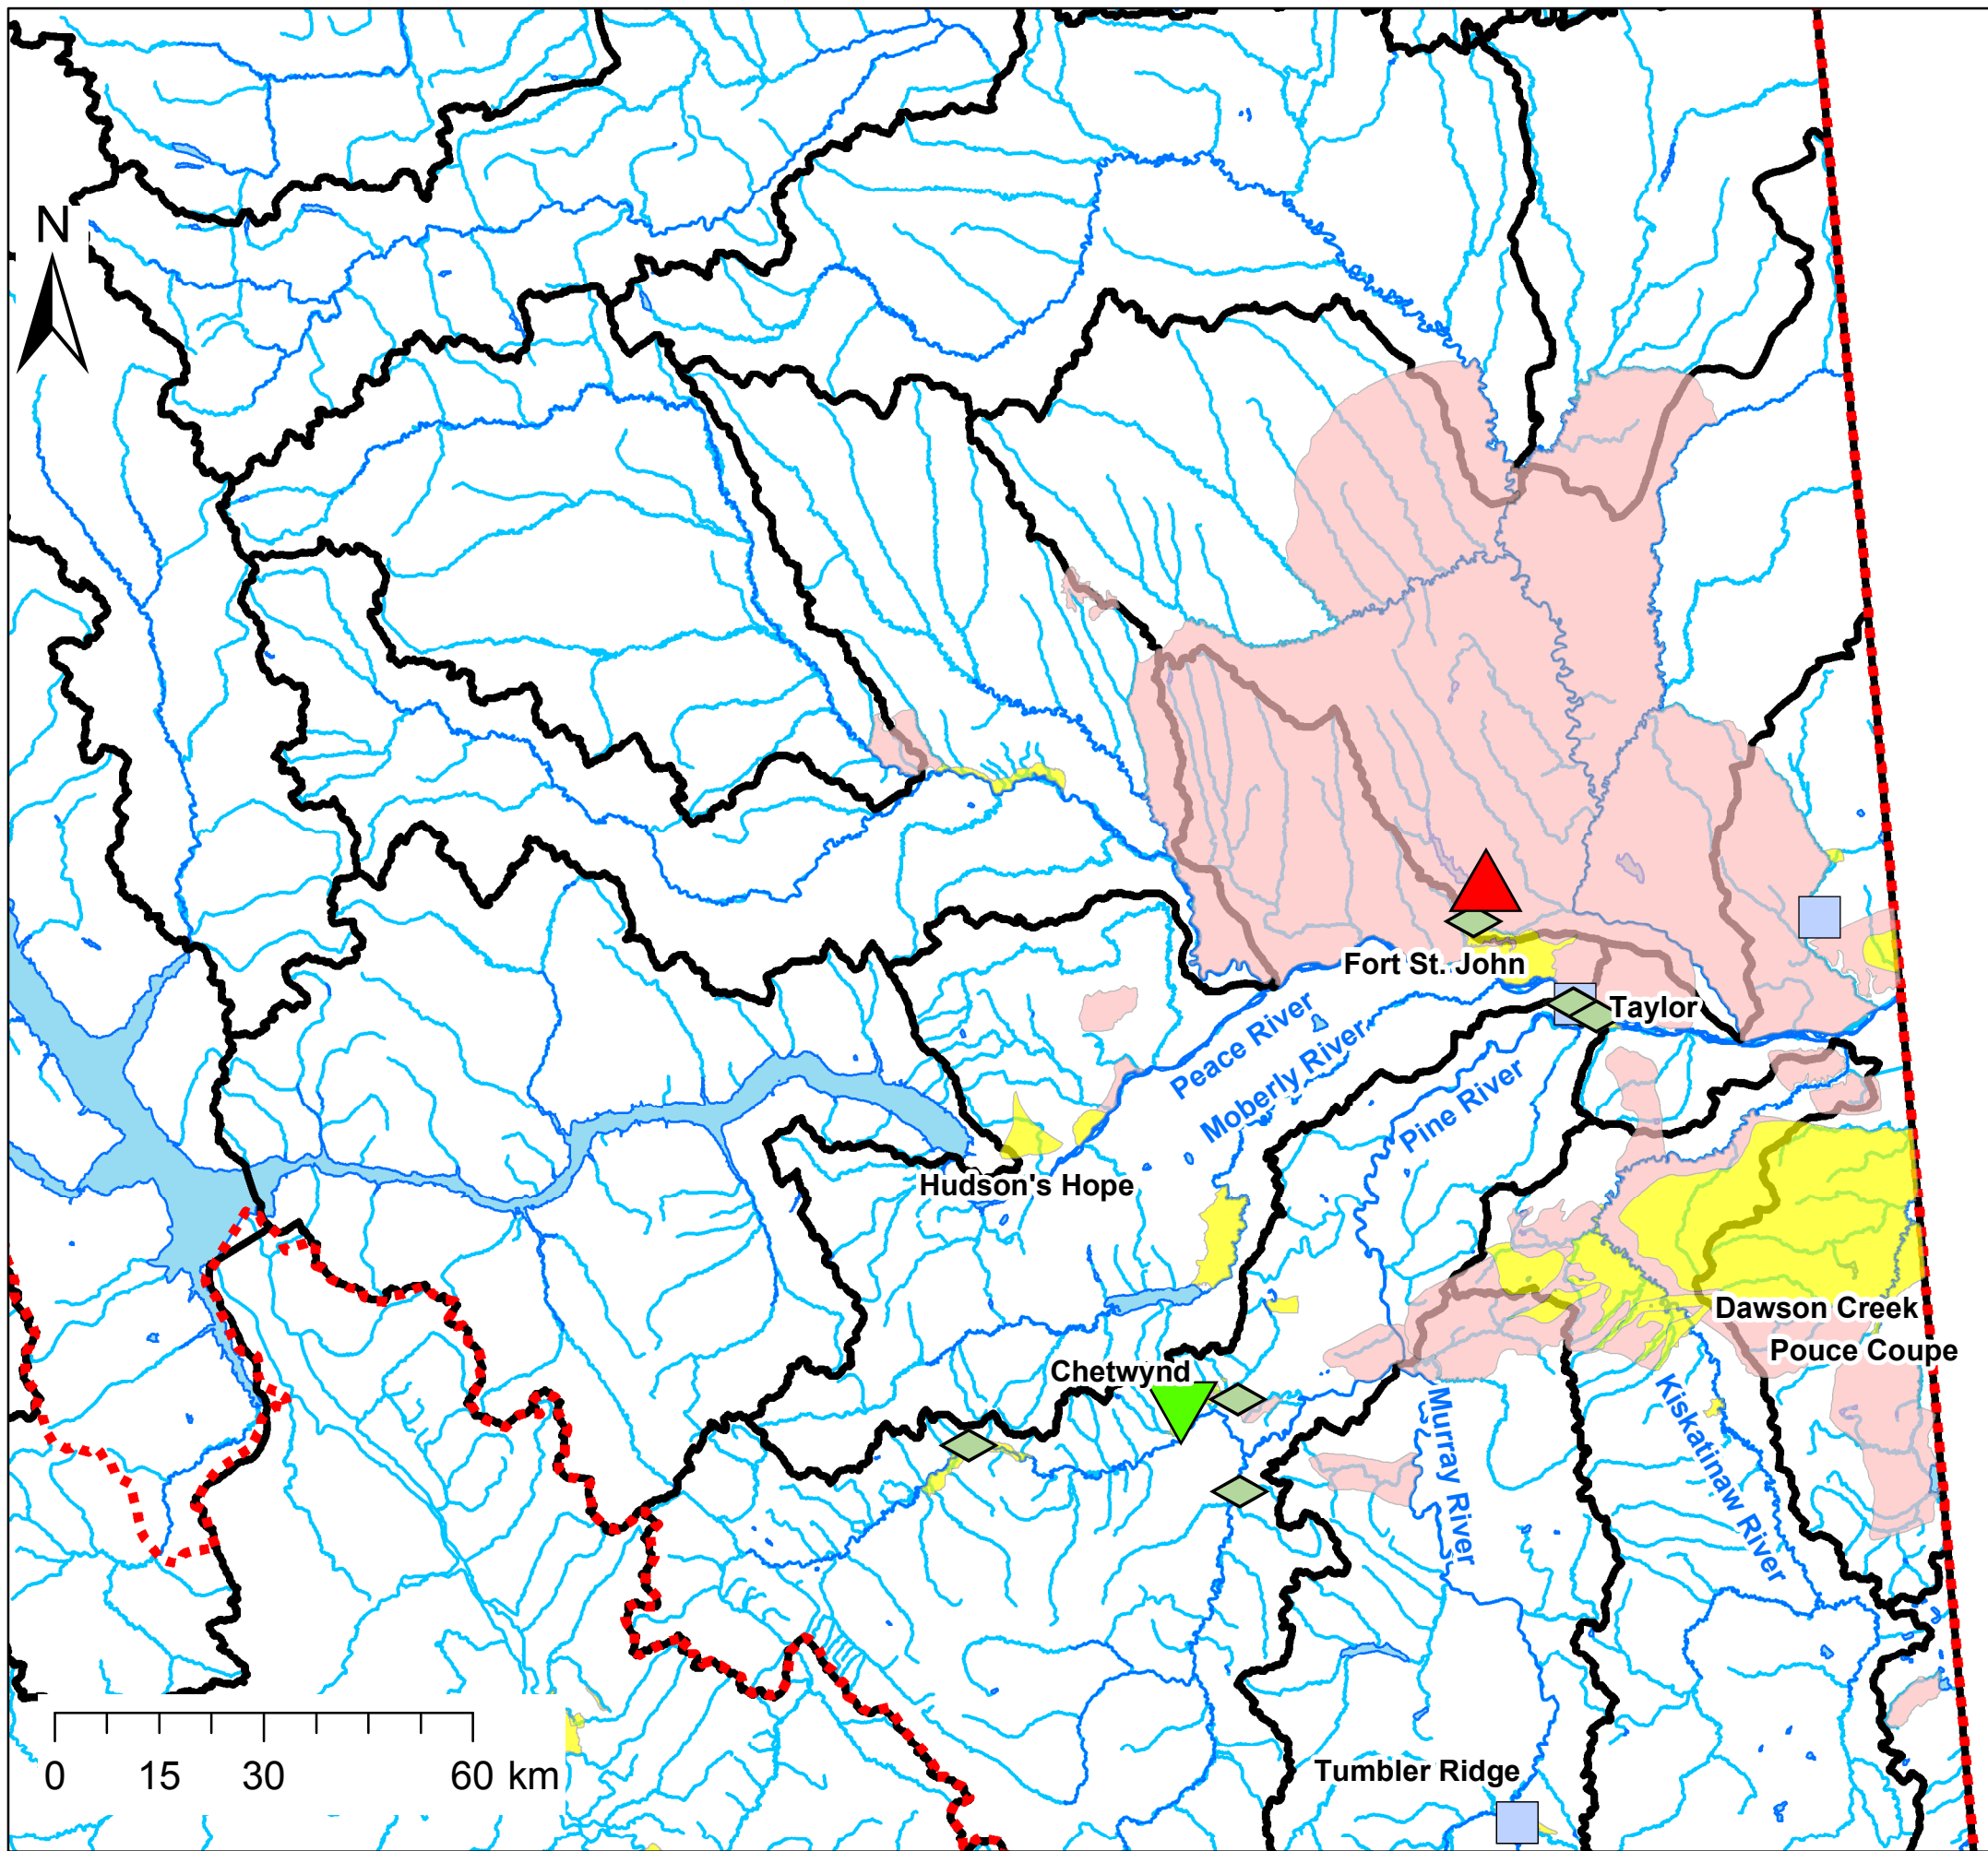 N
Fort St. John
Taylor
Peace River
Moberly River
Pine River
Hudson's Hope
Dawson Creek
Pouce Coupe
Chetwynd
Murray River
Kiskatinaw River
Tumbler Ridge
0 15 30 60 km